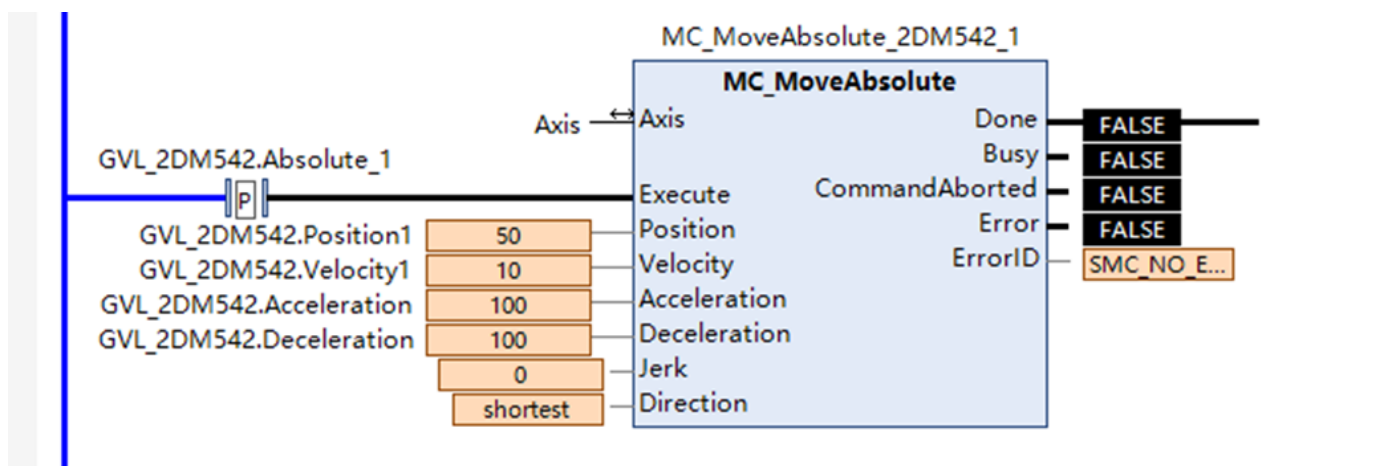 MC_MoveAbsolute_2DM542_1
MC_MoveAbsolute
Axis Axis Done FALSE
GVL_2DM542.Absolute_1 Busy FALSE
P Execute CommandAborted FALSE
GVL_2DM542.Position1 50 Position Error FALSE
GVL_2DM542.Velocity1 10 Velocity ErrorID SMC_NO_E...
GVL_2DM542.Acceleration 100 Acceleration
GVL_2DM542.Deceleration 100 Deceleration
0 Jerk
shortest Direction